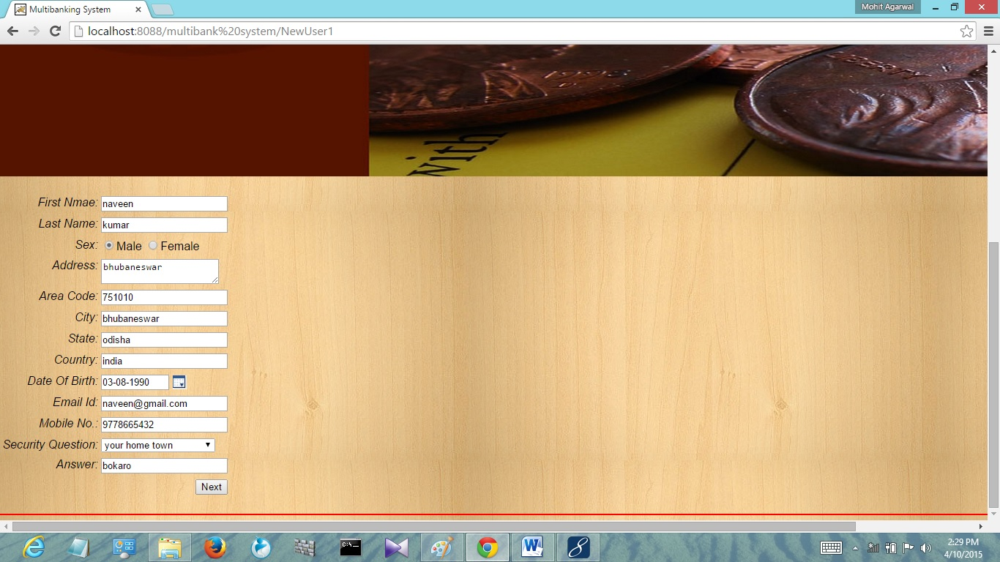 Multibanking System
Mohit Agarwal
localhost:8088/multibank%20system/NewUser1
1996
D
LIBERTY
with
First Nmae: naveen
Last Name: kumar
Sex: Male Female
Address: bhubaneswar
Area Code: 751010
City: bhubaneswar
State: odisha
Country: india
Date Of Birth: 03-08-1990
Email Id: naveen@gmail.com
Mobile No.: 9778665432
Security Question: your home town
Answer: bokaro
Next
C:\_
2:29 PM
4/10/2015